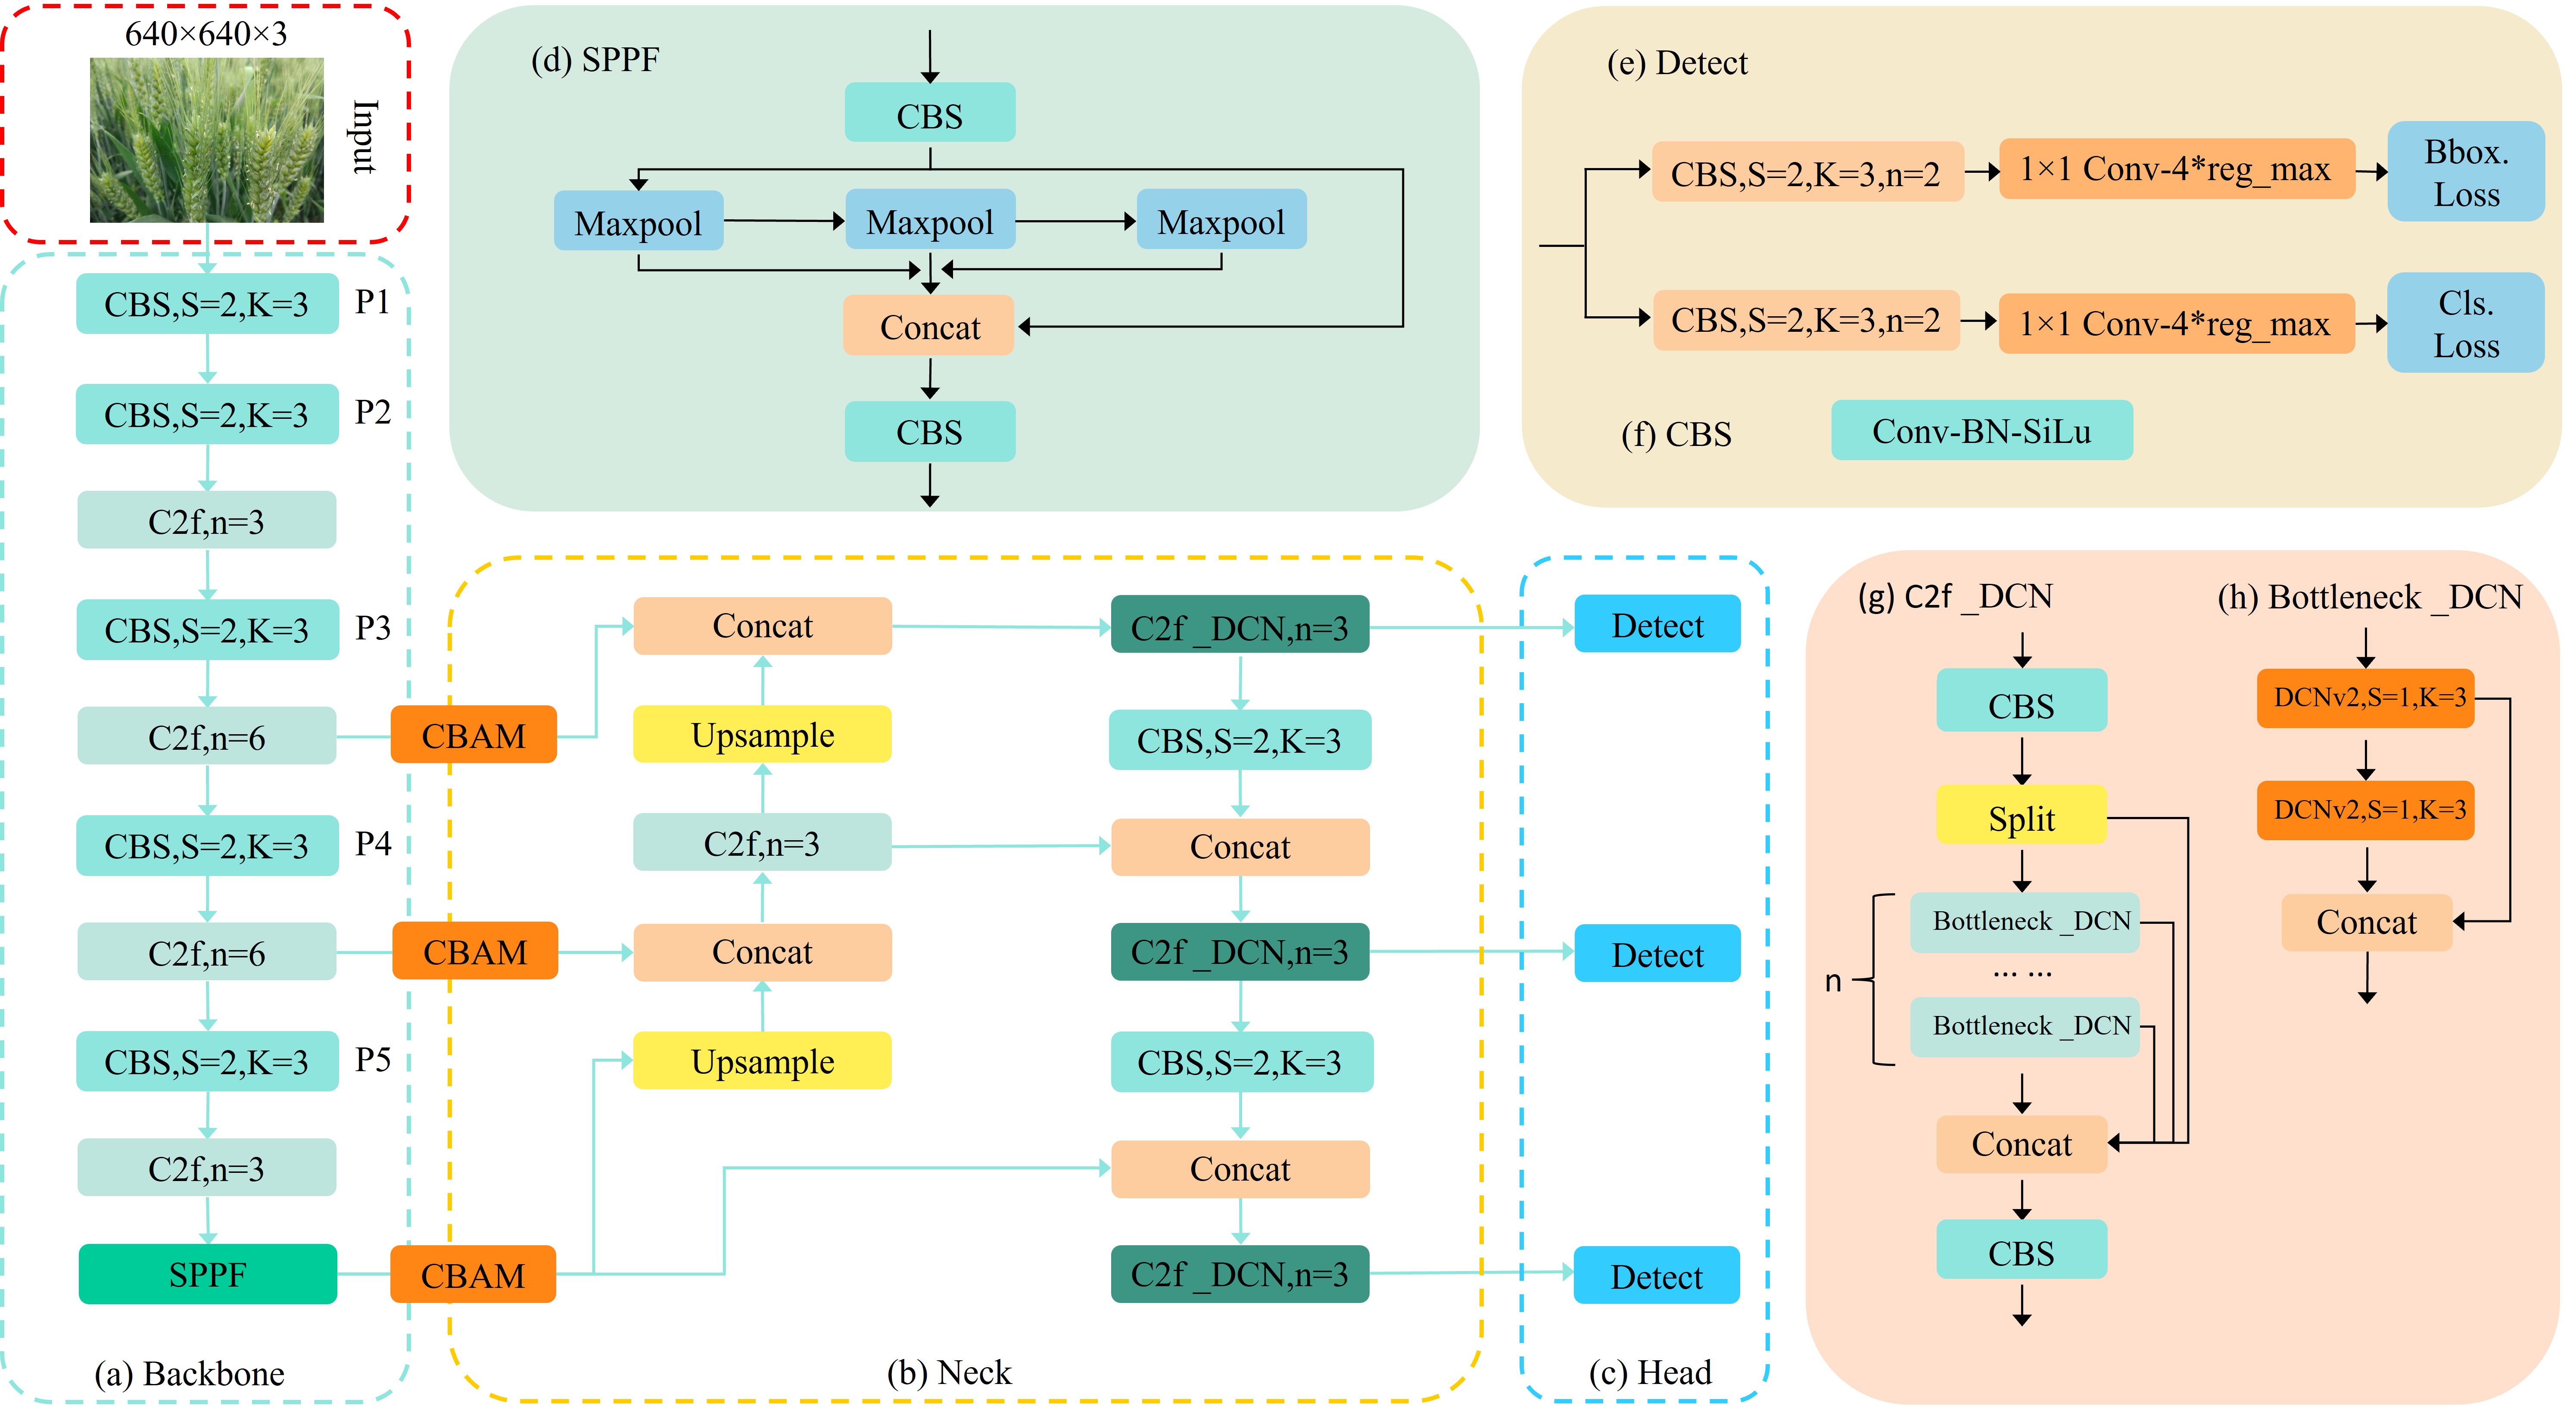 640×640×3
Input
CBS,S=2,K=3
P1
CBS,S=2,K=3
P2
C2f,n=3
CBS,S=2,K=3
P3
C2f,n=6
CBS,S=2,K=3
P4
C2f,n=6
CBS,S=2,K=3
P5
C2f,n=3
SPPF
(a) Backbone
CBAM
CBAM
CBAM
Concat
Upsample
C2f,n=3
Concat
Upsample
C2f _DCN,n=3
CBS,S=2,K=3
Concat
C2f _DCN,n=3
CBS,S=2,K=3
Concat
C2f _DCN,n=3
(b) Neck
Detect
Detect
Detect
(c) Head
(d) SPPF
CBS
Maxpool
Maxpool
Maxpool
Concat
CBS
(e) Detect
CBS,S=2,K=3,n=2
1×1 Conv-4*reg_max
Bbox.
Loss
CBS,S=2,K=3,n=2
1×1 Conv-4*reg_max
Cls.
Loss
(f) CBS
Conv-BN-SiLu
(g) C2f _DCN
CBS
Split
Bottleneck _DCN
... ...
n
Bottleneck _DCN
Concat
CBS
(h) Bottleneck _DCN
DCNv2,S=1,K=3
DCNv2,S=1,K=3
Concat